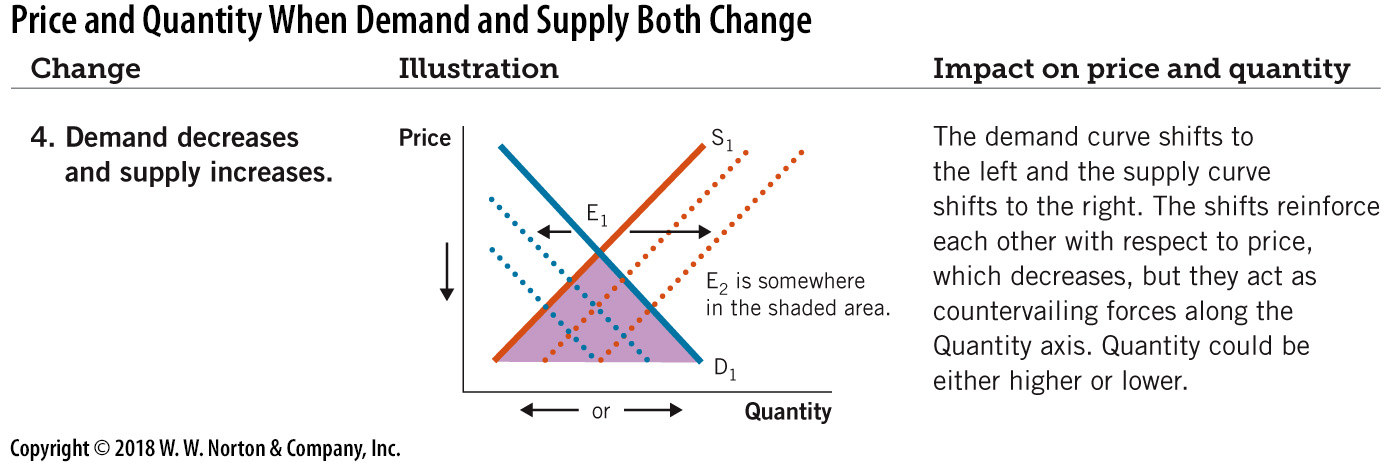 Price and Quantity When Demand and Supply Both Change
Change
Illustration
Impact on price and quantity
4. Demand decreases
and supply increases.
Price
S₁
E₁
E₂ is somewhere
in the shaded area.
D₁
or
Quantity
The demand curve shifts to
the left and the supply curve
shifts to the right. The shifts reinforce
each other with respect to price,
which decreases, but they act as
countervailing forces along the
Quantity axis. Quantity could be
either higher or lower.
Copyright © 2018 W. W. Norton & Company, Inc.